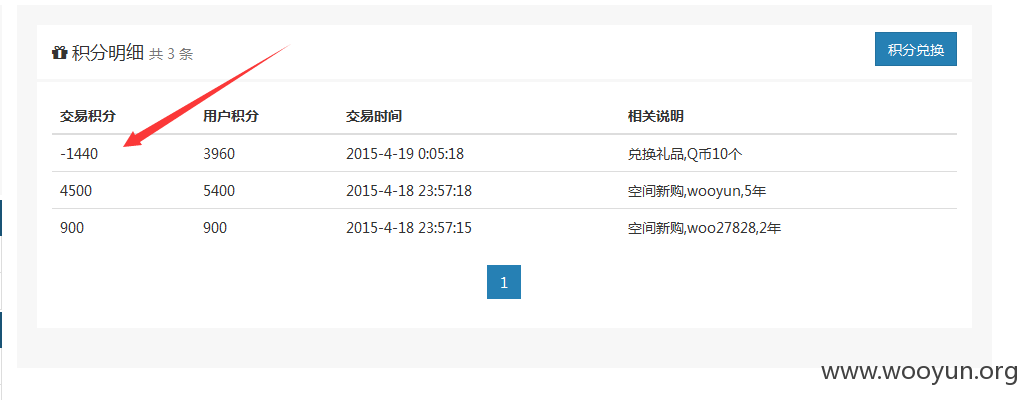 积分明细 共 3 条
积分兑换
交易积分 用户积分 交易时间 相关说明
-1440 3960 2015-4-19 0:05:18 兑换礼品,Q币10个
4500 5400 2015-4-18 23:57:18 空间新购,wooyun,5年
900 900 2015-4-18 23:57:15 空间新购,woo27828,2年
1
www.wooyun.org